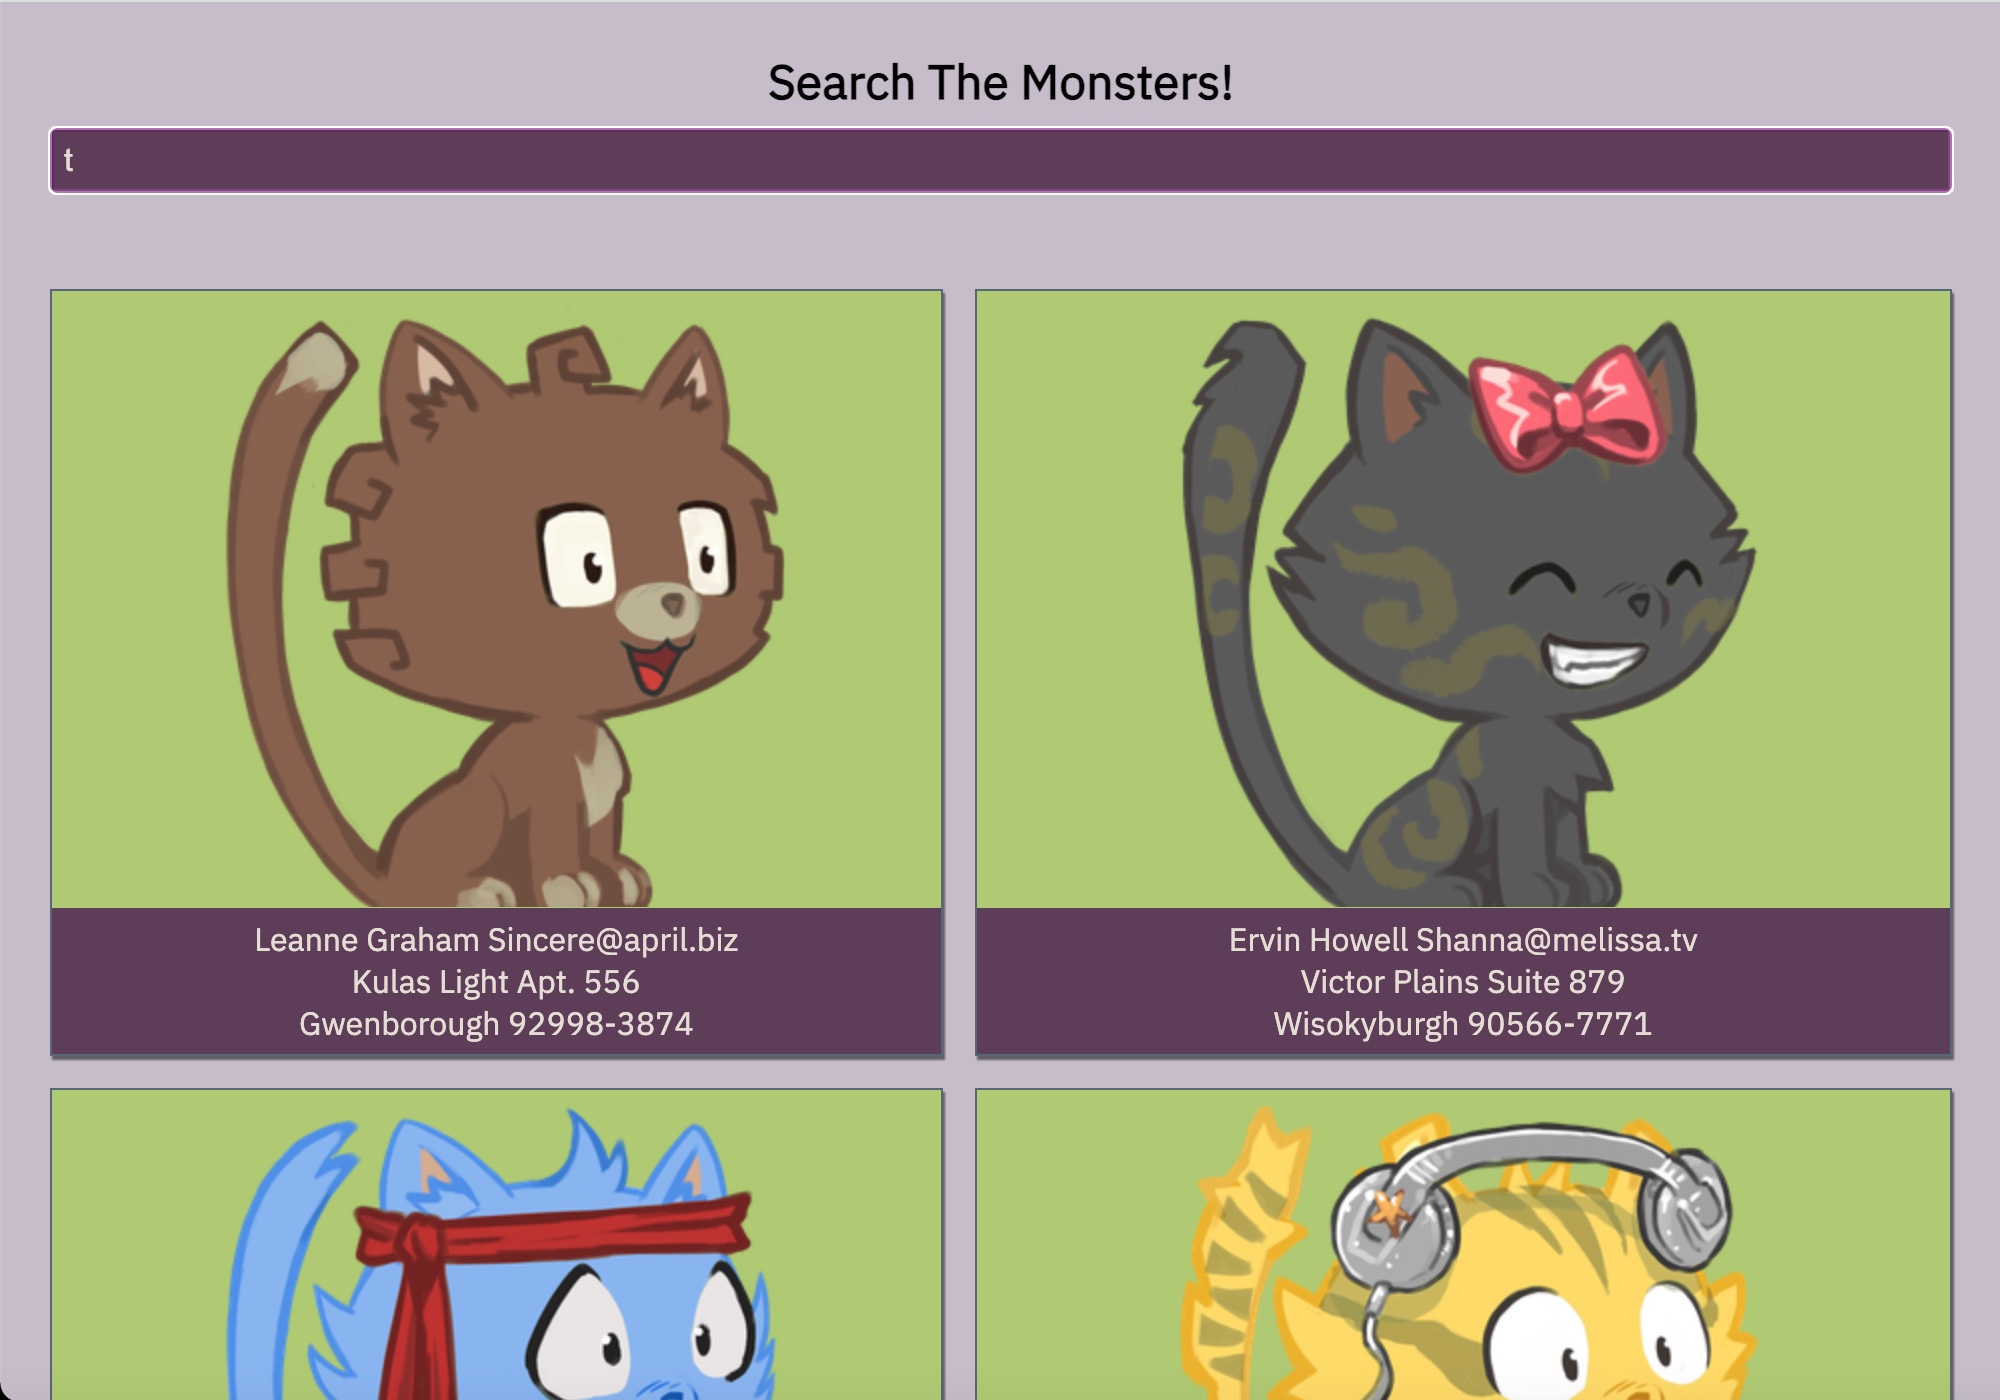 Search The Monsters!
t
Leanne Graham Sincere@april.biz
Kulas Light Apt. 556
Gwenborough 92998-3874
Ervin Howell Shanna@melissa.tv
Victor Plains Suite 879
Wisokyburgh 90566-7771